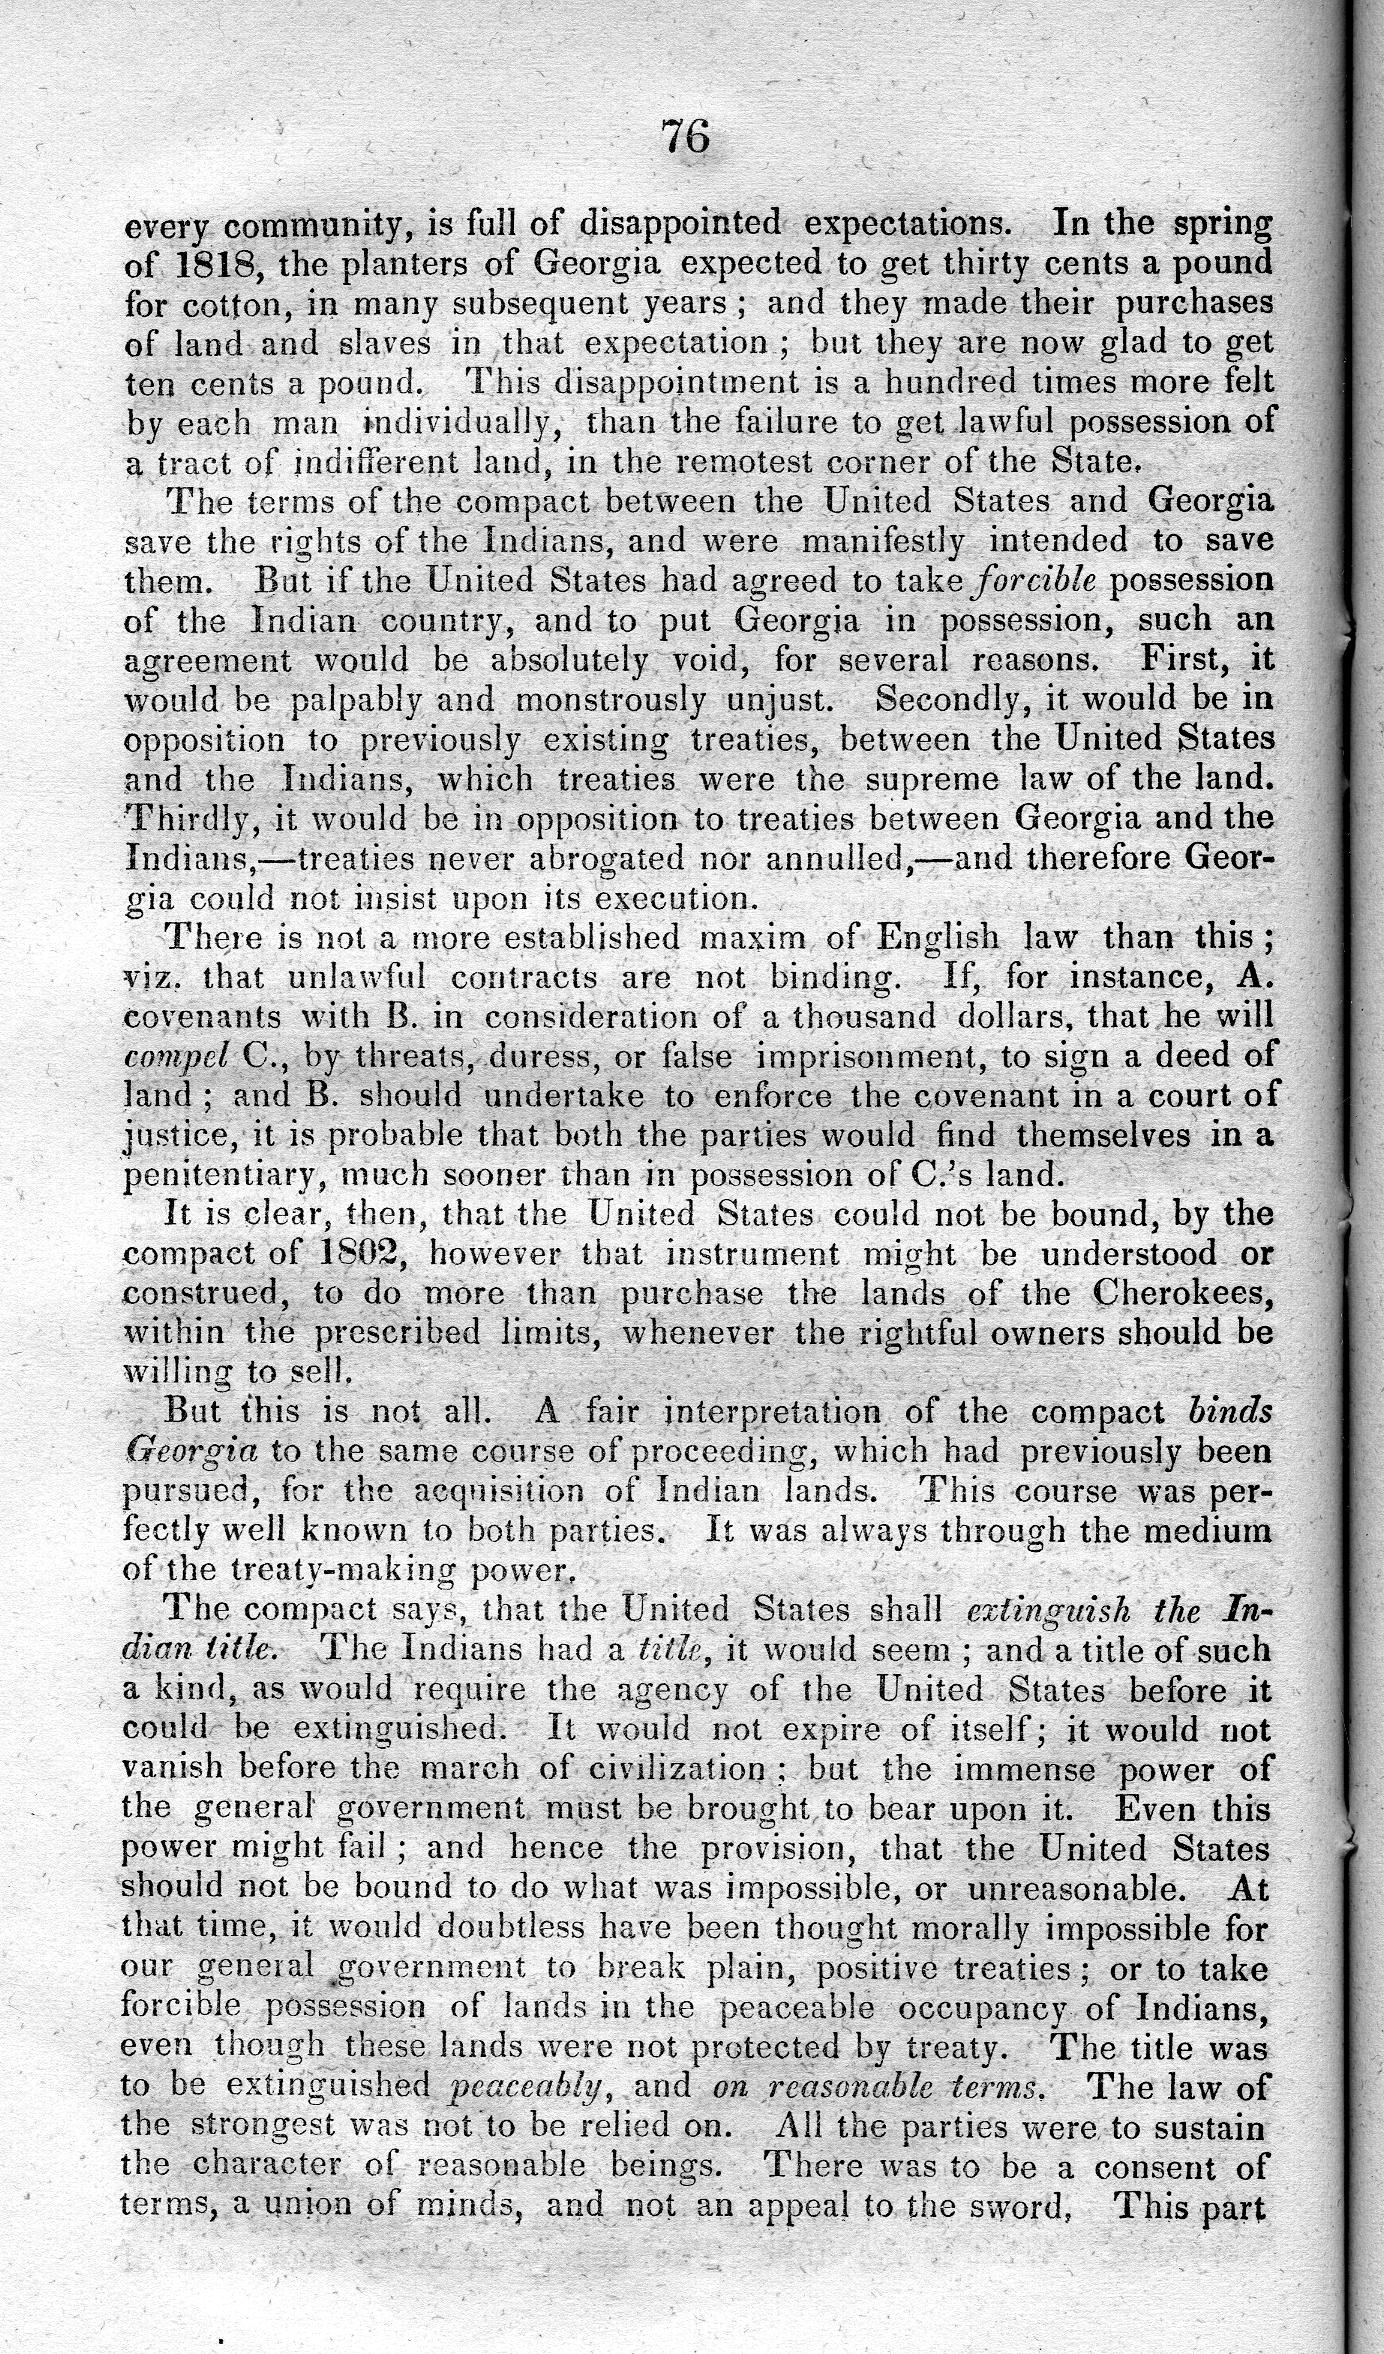 76
every community, is full of disappointed expectations. In the spring
of 1818, the planters of Georgia expected to get thirty cents a pound
for cotton, in many subsequent years ; and they made their purchases
of land and slaves in that expectation ; but they are now glad to get
ten cents a pound. This disappointment is a hundred times more felt
by each man individually, than the failure to get lawful possession of
a tract of indifferent land, in the remotest corner of the State.
The terms of the compact between the United States and Georgia
save the rights of the Indians, and were manifestly intended to save
them. But if the United States had agreed to take forcible possession
of the Indian country, and to put Georgia in possession, such an
agreement would be absolutely void, for several reasons. First, it
would be palpably and monstrously unjust. Secondly, it would be in
opposition to previously existing treaties, between the United States
and the Indians, which treaties were the supreme law of the land.
Thirdly, it would be in opposition to treaties between Georgia and the
Indians,—treaties never abrogated nor annulled,—and therefore Geor-
gia could not insist upon its execution.
There is not a more established maxim of English law than this ;
viz. that unlawful contracts are not binding. If, for instance, A.
covenants with B. in consideration of a thousand dollars, that he will
compel C., by threats, duress, or false imprisonment, to sign a deed of
land ; and B. should undertake to enforce the covenant in a court of
justice, it is probable that both the parties would find themselves in a
penitentiary, much sooner than in possession of C.'s land.
It is clear, then, that the United States could not be bound, by the
compact of 1802, however that instrument might be understood or
construed, to do more than purchase the lands of the Cherokees,
within the prescribed limits, whenever the rightful owners should be
willing to sell.
But this is not all. A fair interpretation of the compact binds
Georgia to the same course of proceeding, which had previously been
pursued, for the acquisition of Indian lands. This course was per-
fectly well known to both parties. It was always through the medium
of the treaty-making power.
The compact says, that the United States shall extinguish the In-
dian title. The Indians had a title, it would seem ; and a title of such
a kind, as would require the agency of the United States before it
could be extinguished. It would not expire of itself ; it would not
vanish before the march of civilization ; but the immense power of
the general government must be brought to bear upon it. Even this
power might fail ; and hence the provision, that the United States
should not be bound to do what was impossible, or unreasonable. At
that time, it would doubtless have been thought morally impossible for
our general government to break plain, positive treaties ; or to take
forcible possession of lands in the peaceable occupancy of Indians,
even though these lands were not protected by treaty. The title was
to be extinguished peaceably, and on reasonable terms. The law of
the strongest was not to be relied on. All the parties were to sustain
the character of reasonable beings. There was to be a consent of
terms, a union of minds, and not an appeal to the sword. This part